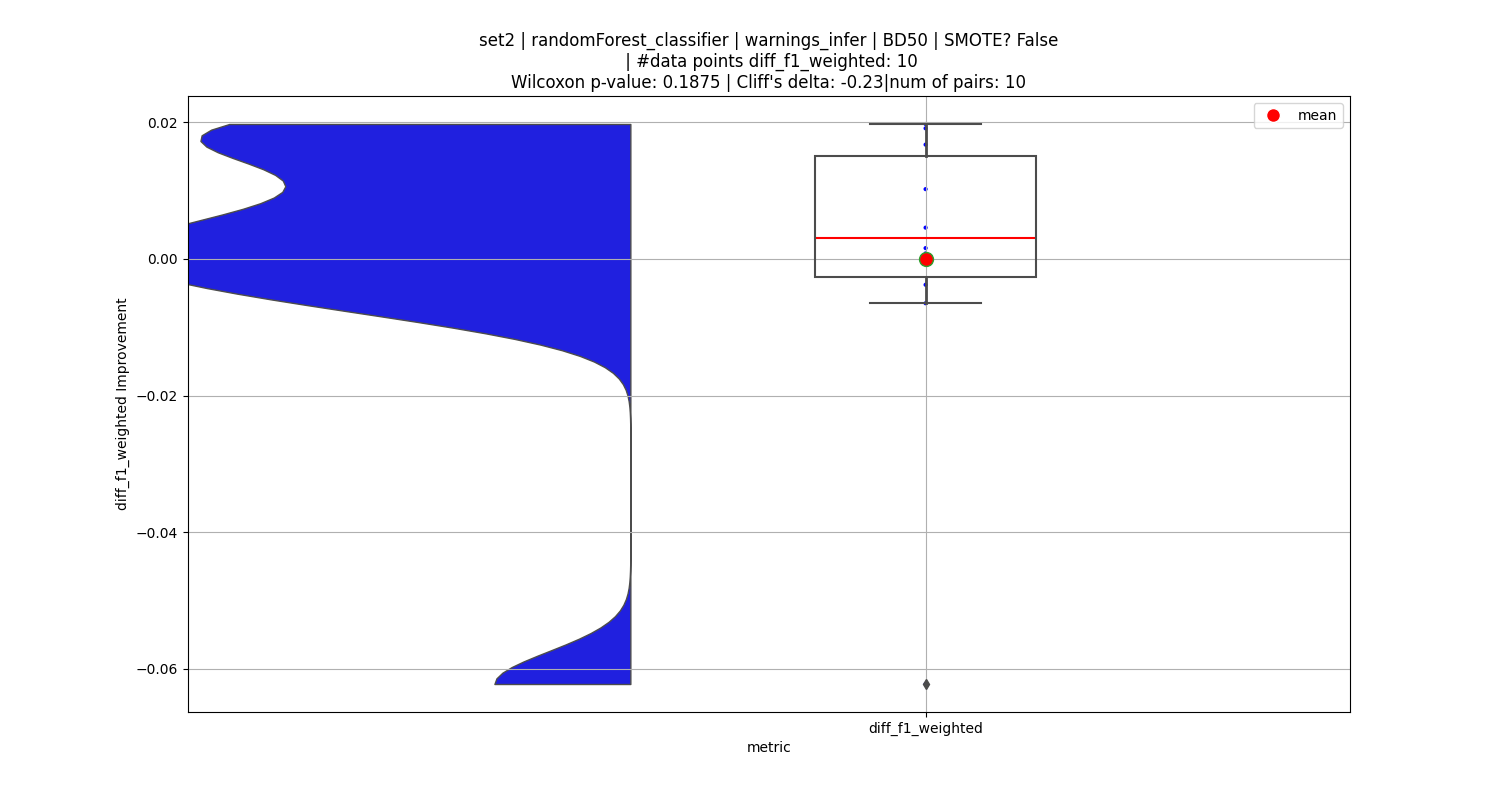 set2 | randomForest_classifier | warnings_infer | BD50 | SMOTE? False
| #data points diff_f1_weighted: 10
Wilcoxon p-value: 0.1875 | Cliff's delta: -0.23|num of pairs: 10
mean
0.02
0.00
−0.02
−0.04
−0.06
diff_f1_weighted Improvement
diff_f1_weighted
metric